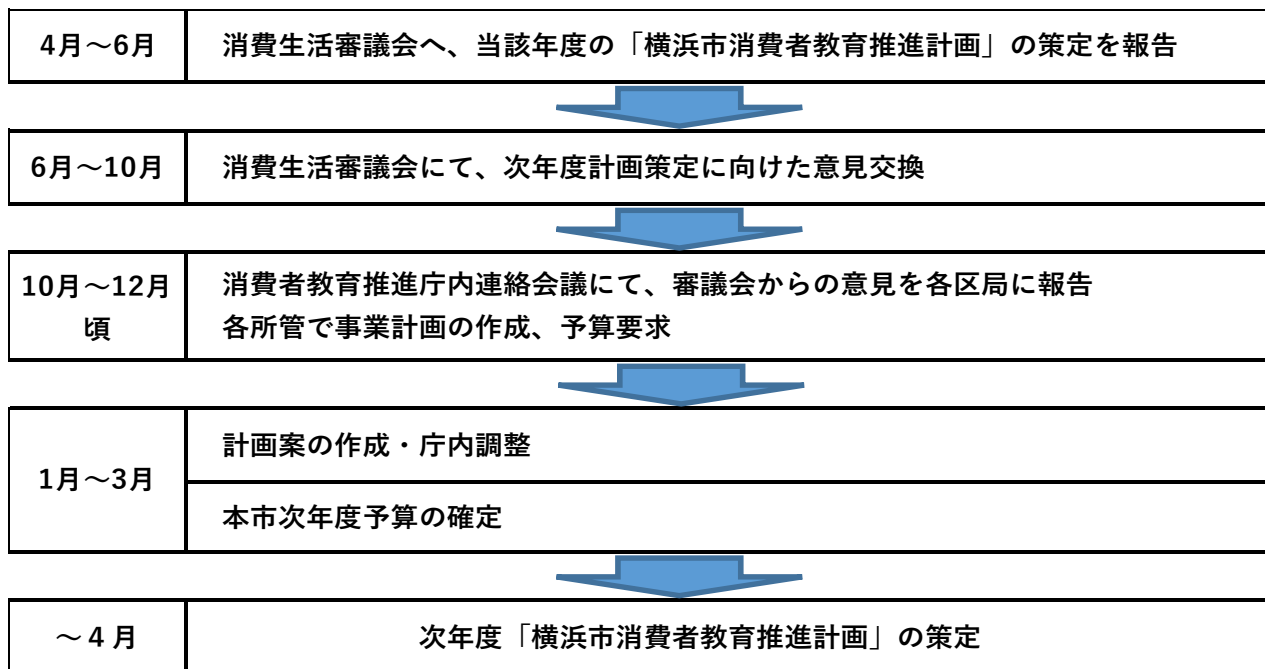 4月～6月
消費生活審議会へ、当該年度の「横浜市消費者教育推進計画」の策定を報告
6月～10月
消費生活審議会にて、次年度計画策定に向けた意見交換
10月～12月
頃
消費者教育推進庁内連絡会議にて、審議会からの意見を各区局に報告
各所管で事業計画の作成、予算要求
1月～3月
計画案の作成・庁内調整
本市次年度予算の確定
～４月
次年度「横浜市消費者教育推進計画」の策定